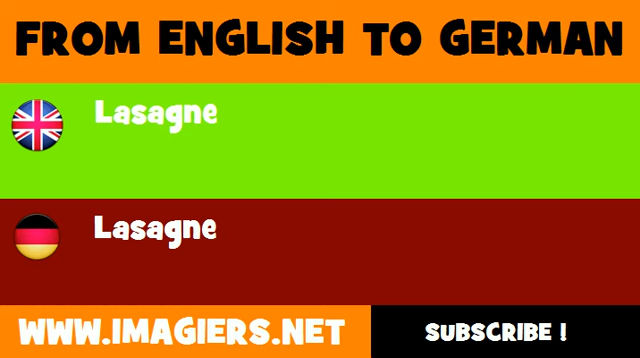 FROM ENGLISH TO GERMAN
Lasagne
Lasagne
WWW.IMAGIERS.NET
SUBSCRIBE !